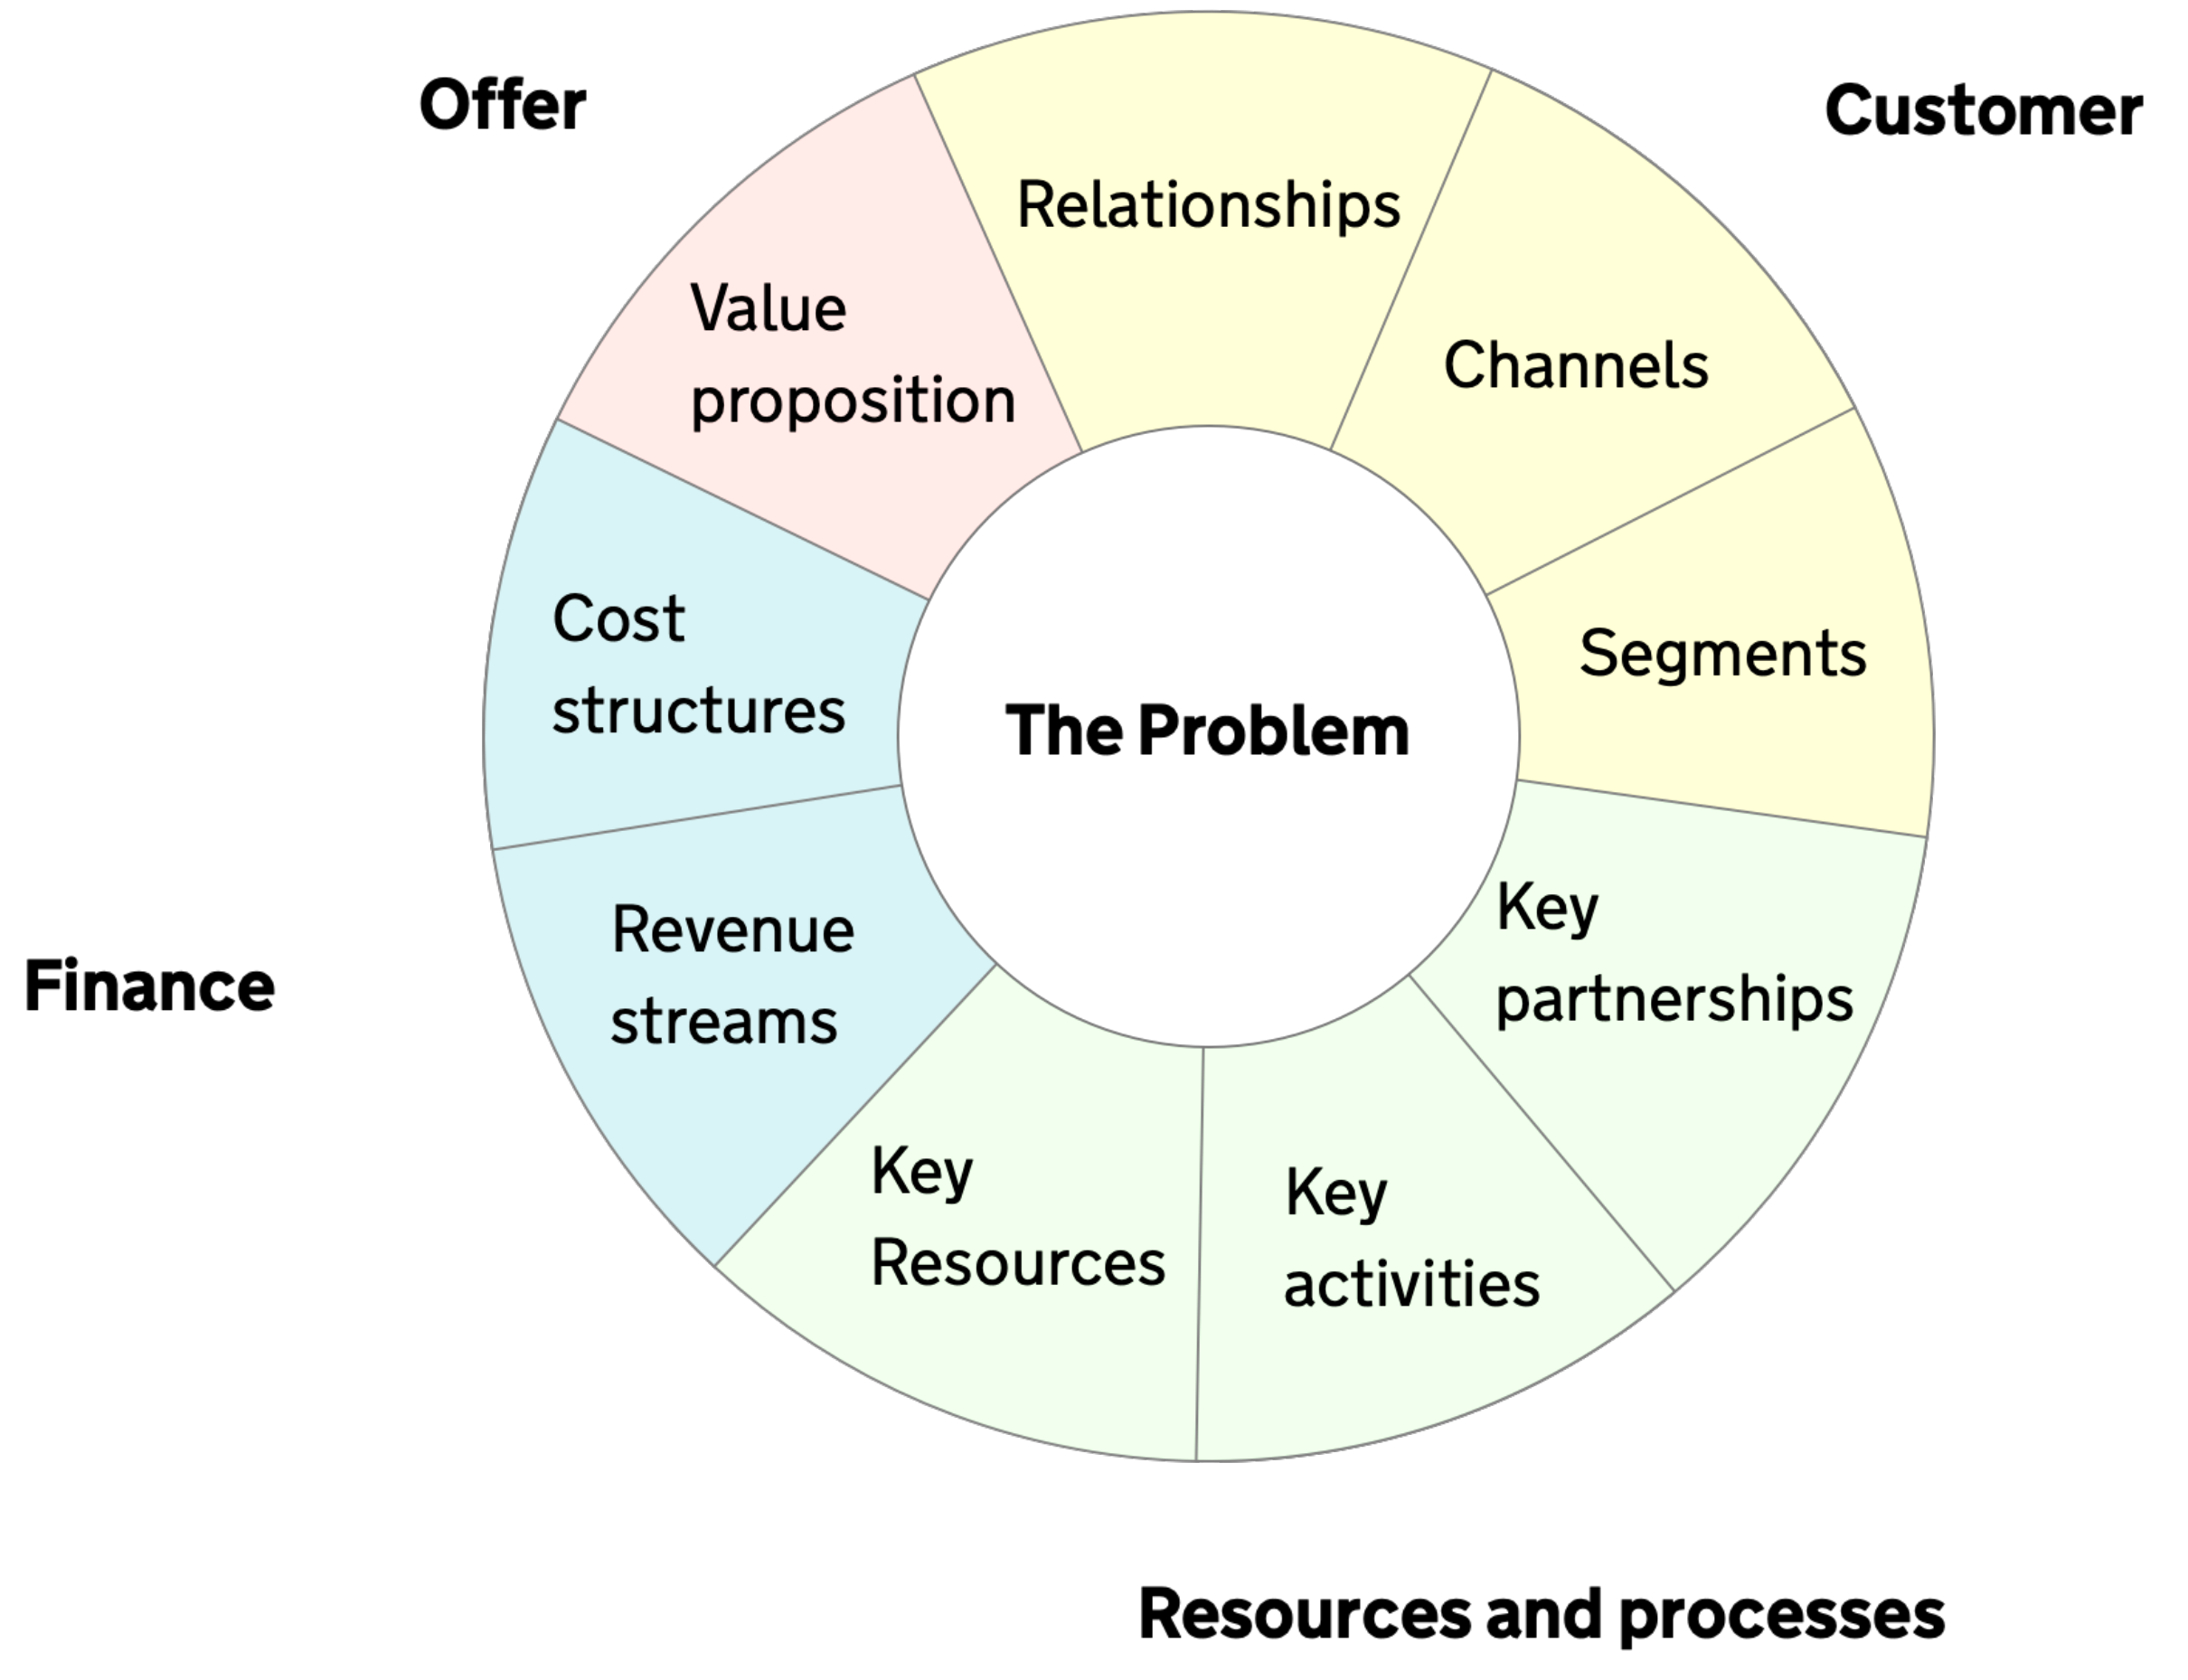 Offer
Customer
Relationships
Value
proposition
Channels
Cost
structures
Segments
The Problem
Key
partnerships
Revenue
streams
Finance
Key
Resources
Key
activities
Resources and processes